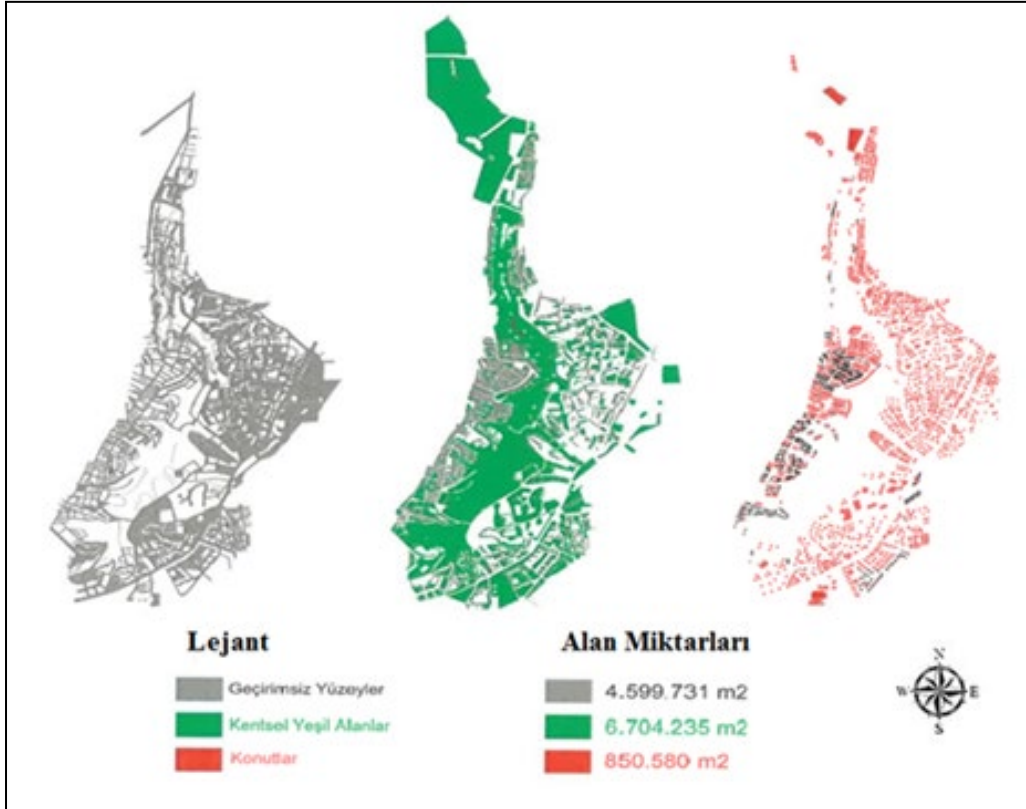 Lejant
Geçirimsiz Yüzeyler
Kentsel Yeşil Alanlar
Konutlar
Alan Miktarları
4.599.731 m2
6.704.235 m2
850.580 m2
N
W E
S